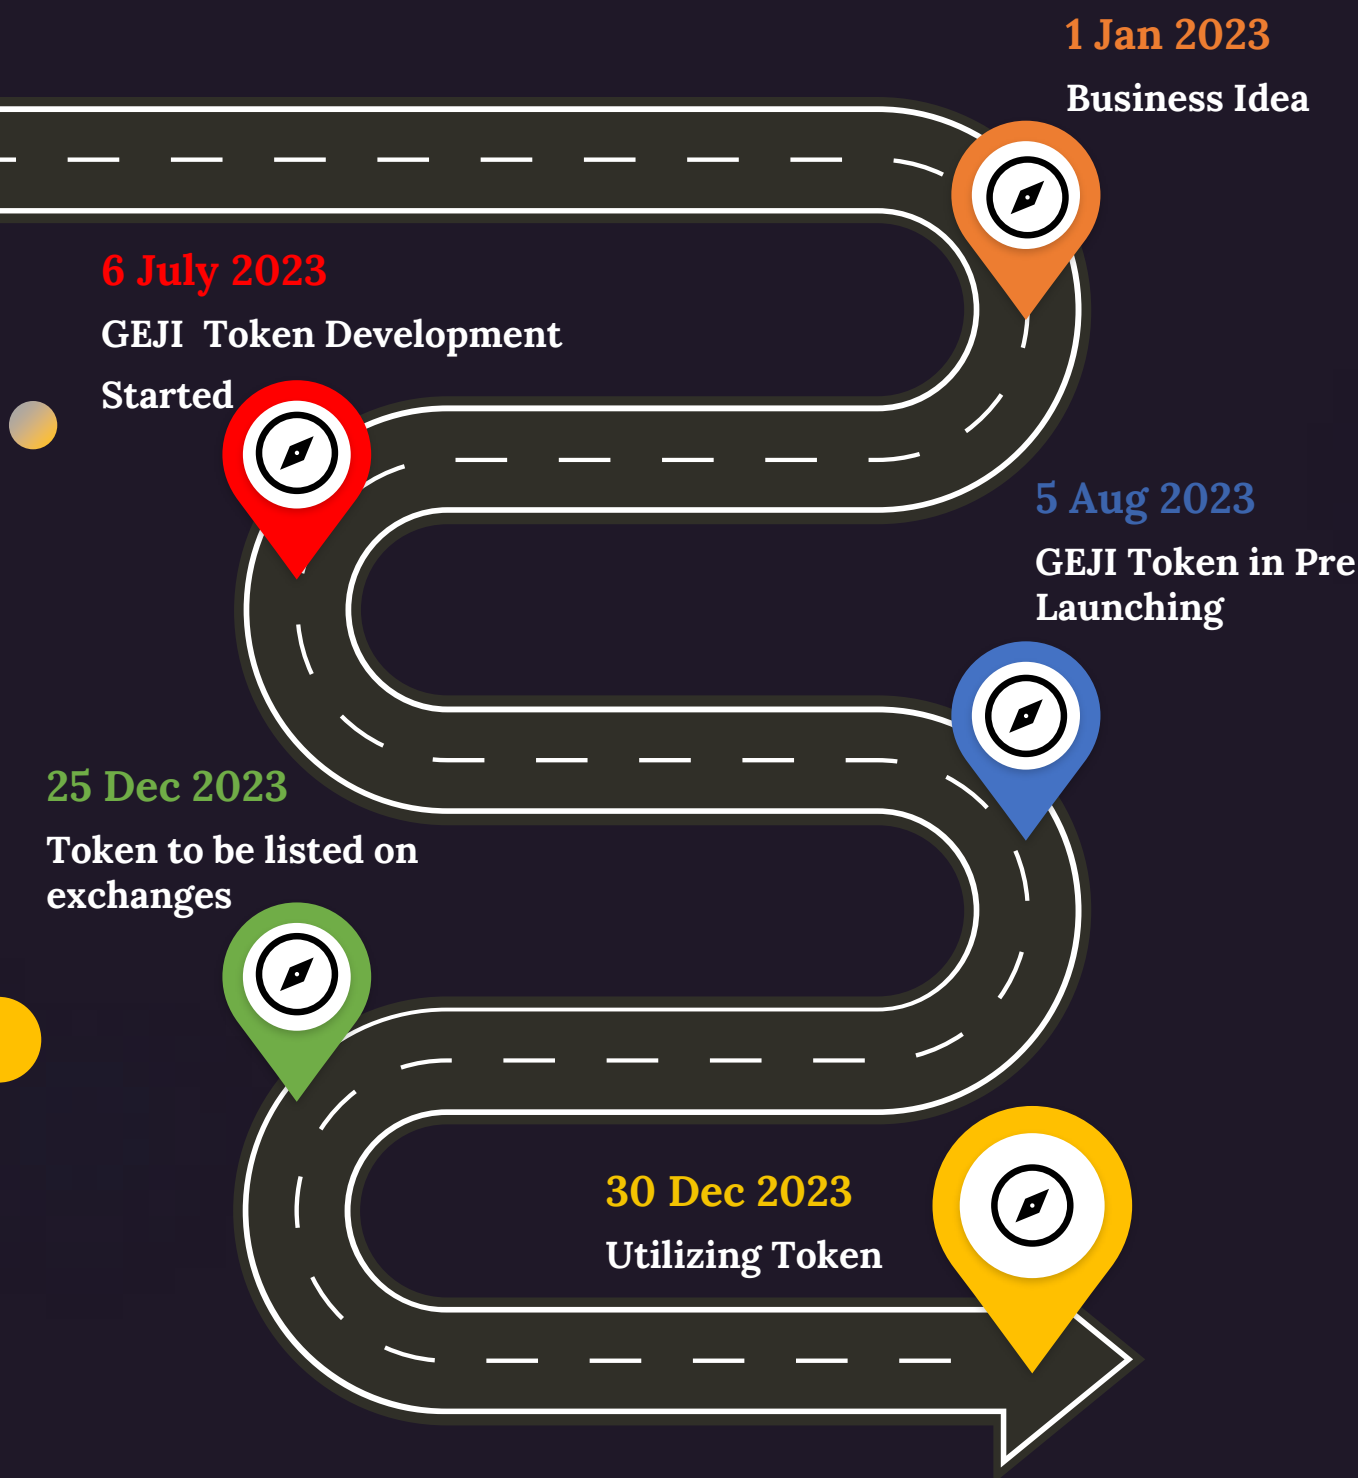 1 Jan 2023
Business Idea
6 July 2023
GEJI  Token Development
Started
5 Aug 2023
GEJI Token in Pre
Launching
25 Dec 2023
Token to be listed on
exchanges
30 Dec 2023
Utilizing Token